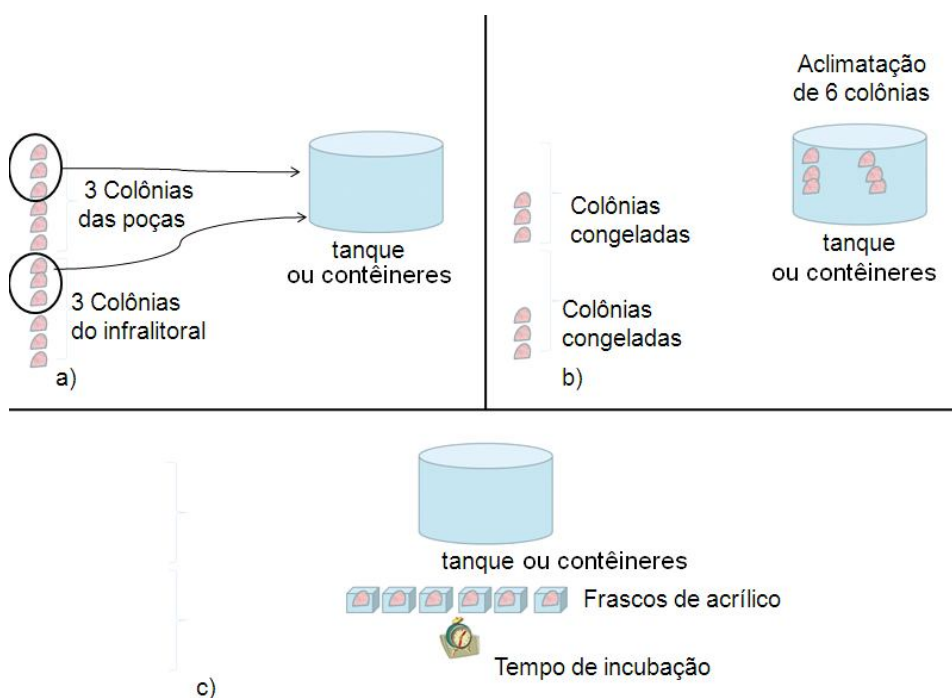 3 Colônias
das poças
tanque
ou contêineres
3 Colônias
do infralitoral
a)
Aclimatação
de 6 colônias
Colônias
congeladas
tanque
ou contêineres
Colônias
congeladas
b)
tanque ou contêineres
Frascos de acrílico
Tempo de incubação
c)